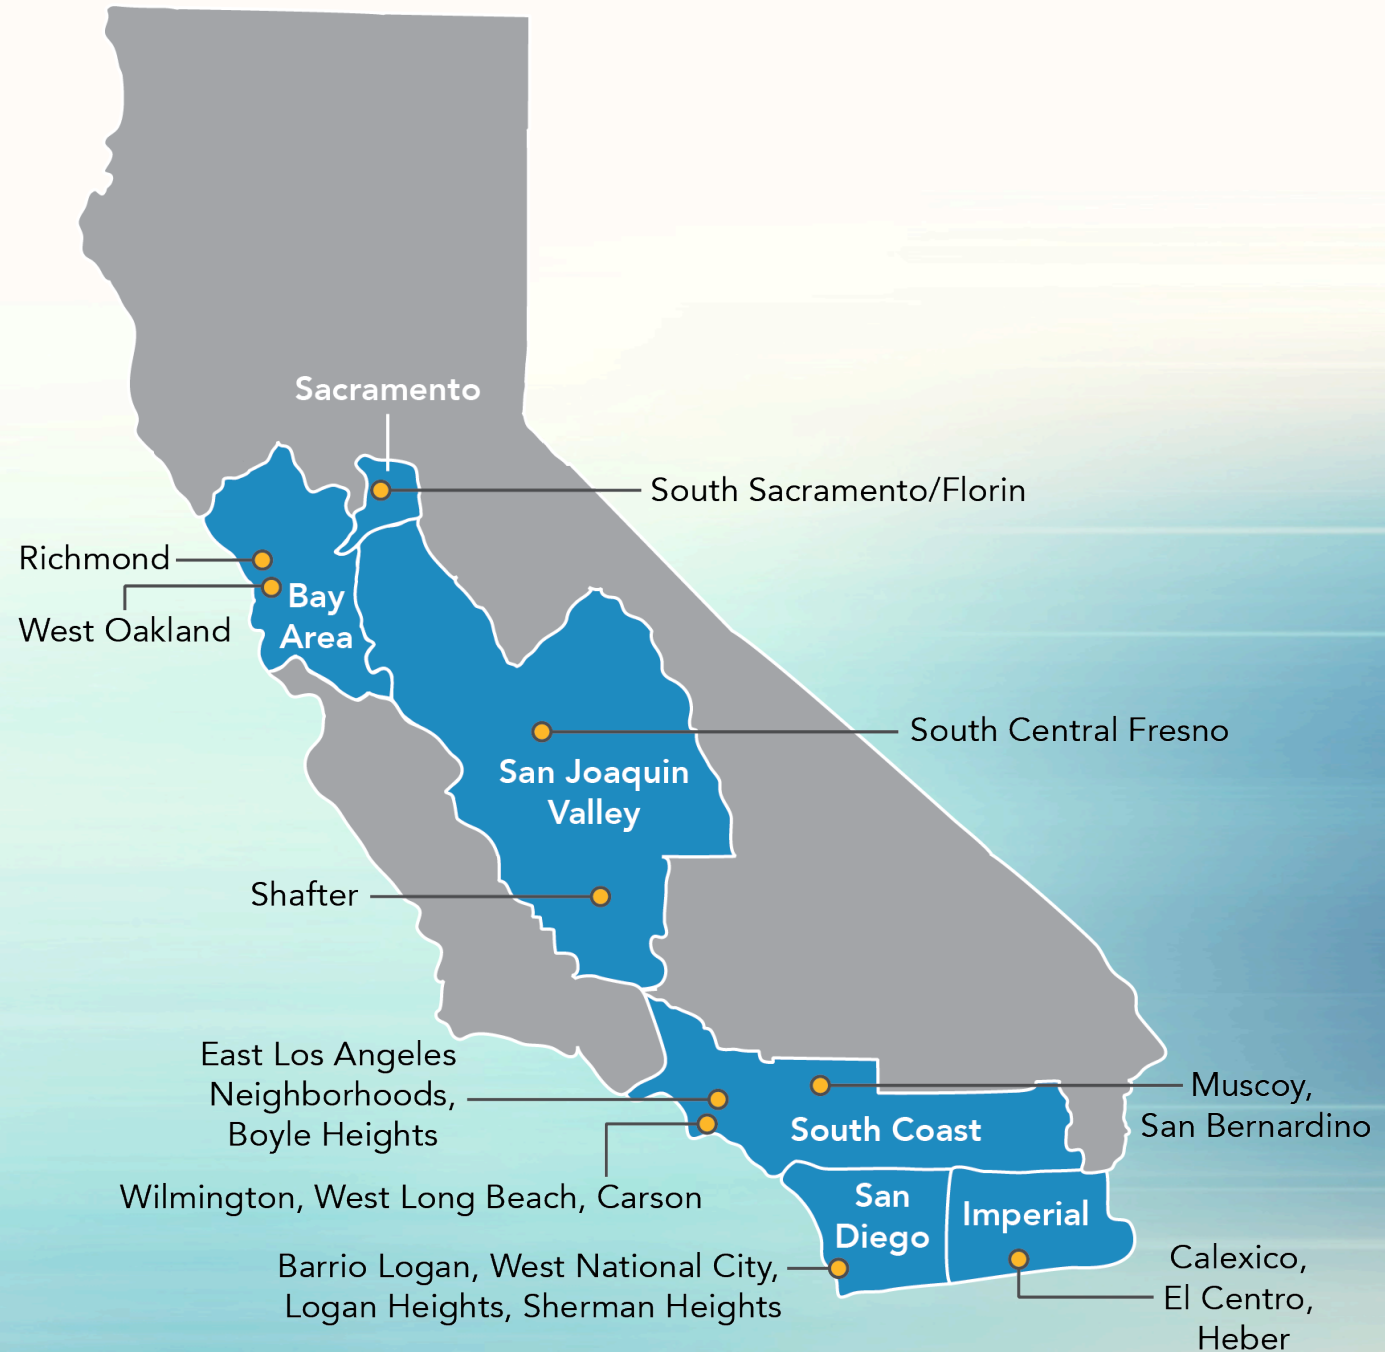 Sacramento
South Sacramento/Florin
Richmond
West Oakland
Bay
Area
South Central Fresno
San Joaquin
Valley
Shafter
East Los Angeles
Neighborhoods,
Boyle Heights
Muscoy,
San Bernardino
South Coast
Wilmington, West Long Beach, Carson
San
Diego
Imperial
Barrio Logan, West National City,
Logan Heights, Sherman Heights
Calexico,
El Centro,
Heber